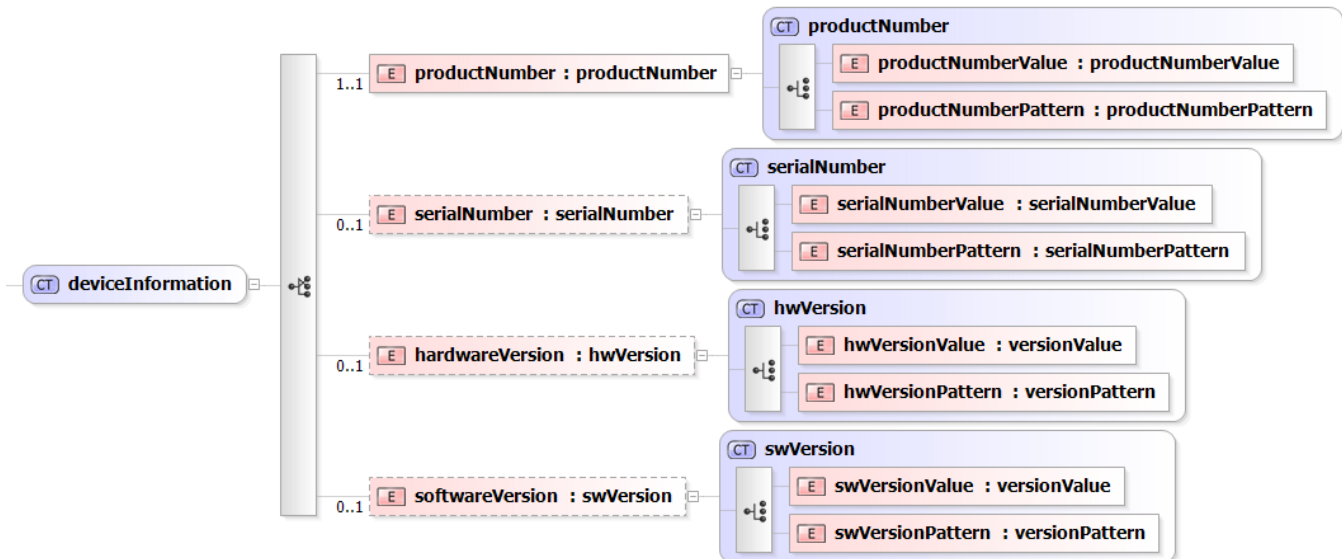 CT productNumber
E productNumber : productNumber
1..1
E productNumberValue : productNumberValue
E productNumberPattern : productNumberPattern
CT serialNumber
E serialNumber : serialNumber
0..1
E serialNumberValue : serialNumberValue
E serialNumberPattern : serialNumberPattern
CT deviceInformation
CT hwVersion
E hardwareVersion : hwVersion
0..1
E hwVersionValue : versionValue
E hwVersionPattern : versionPattern
CT swVersion
E softwareVersion : swVersion
0..1
E swVersionValue : versionValue
E swVersionPattern : versionPattern